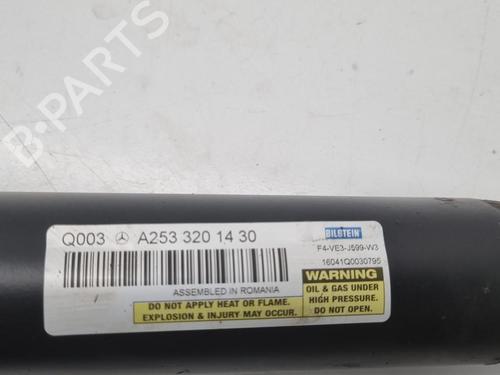 B-PARTS
Q003 A253 320 14 30
BILSTEIN
F4-VE3-J599-W3
16041Q0030795
ASSEMBLED IN ROMANIA
WARNING
OIL & GAS UNDER
HIGH PRESSURE.
DO NOT OPEN.
DO NOT APPLY HEAT OR FLAME.
EXPLOSION & INJURY MAY OCCUR.